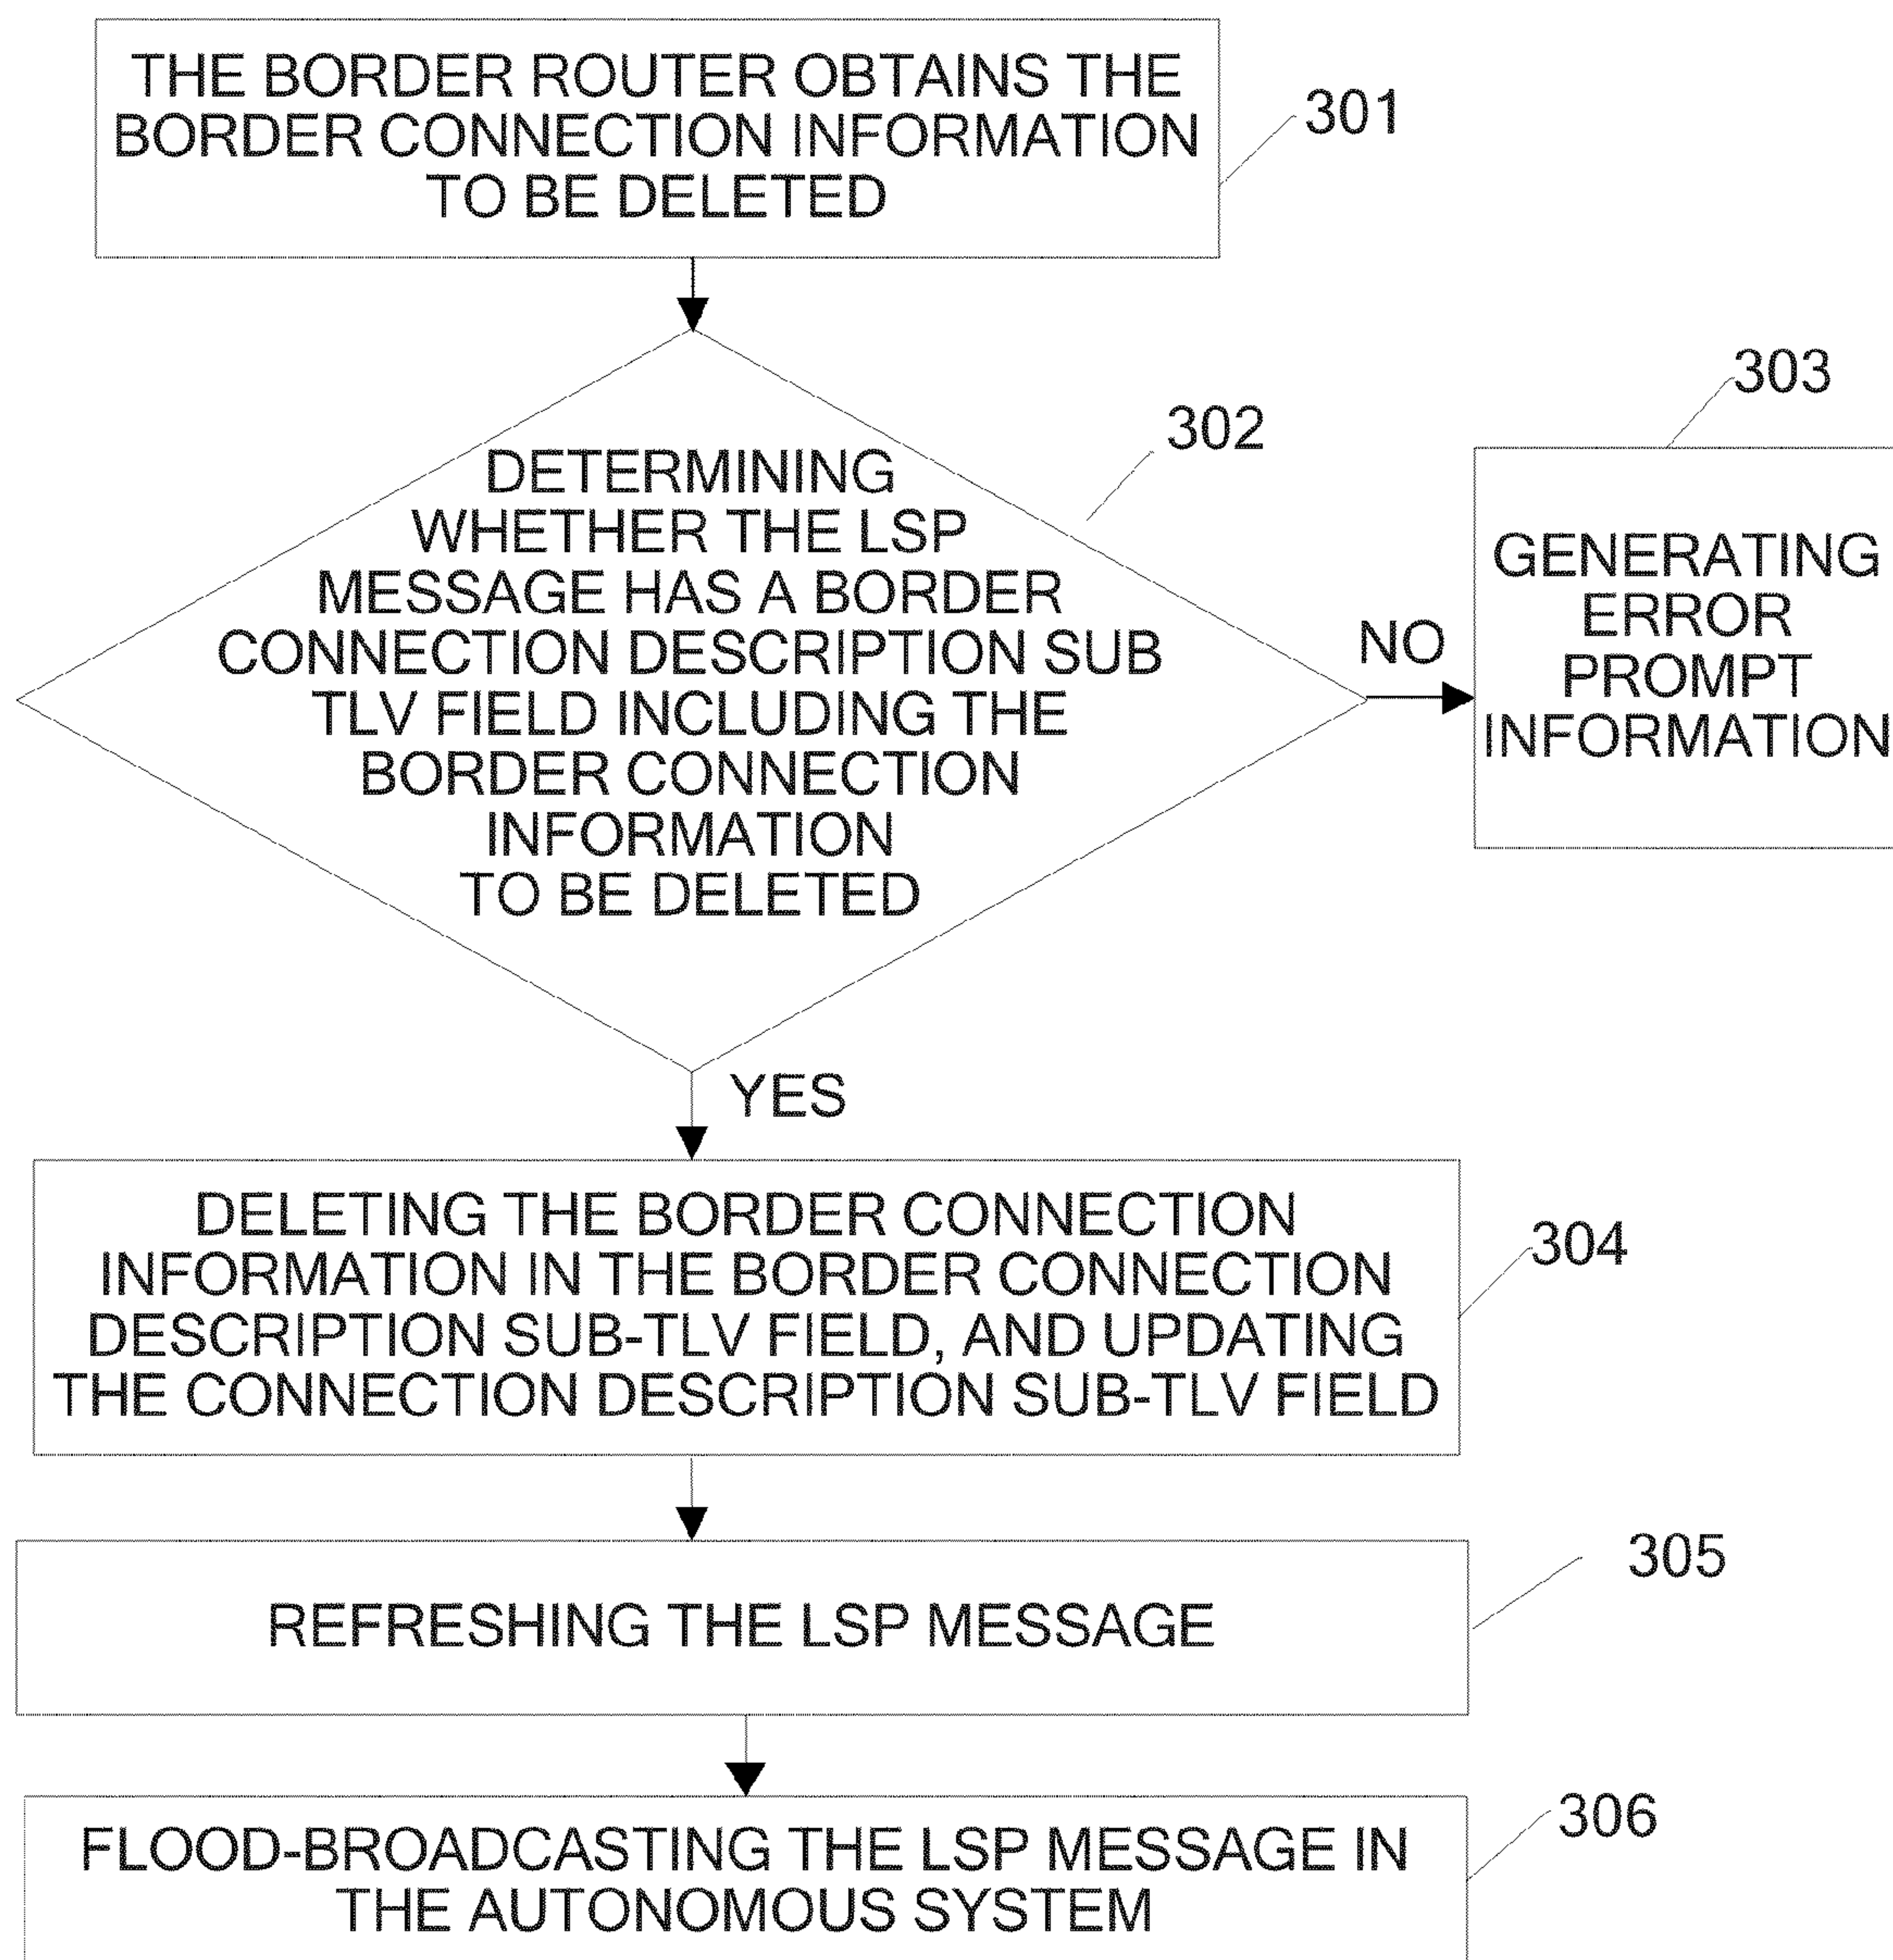 THE BORDER ROUTER OBTAINS THE
BORDER CONNECTION INFORMATION
TO BE DELETED
301
302
DETERMINING
WHETHER THE LSP
MESSAGE HAS A BORDER
CONNECTION DESCRIPTION SUB
TLV FIELD INCLUDING THE
BORDER CONNECTION
INFORMATION
TO BE DELETED
NO
303
GENERATING
ERROR
PROMPT
INFORMATION
YES
DELETING THE BORDER CONNECTION
INFORMATION IN THE BORDER CONNECTION
DESCRIPTION SUB-TLV FIELD, AND UPDATING
THE CONNECTION DESCRIPTION SUB-TLV FIELD
304
REFRESHING THE LSP MESSAGE
305
FLOOD-BROADCASTING THE LSP MESSAGE IN
THE AUTONOMOUS SYSTEM
306